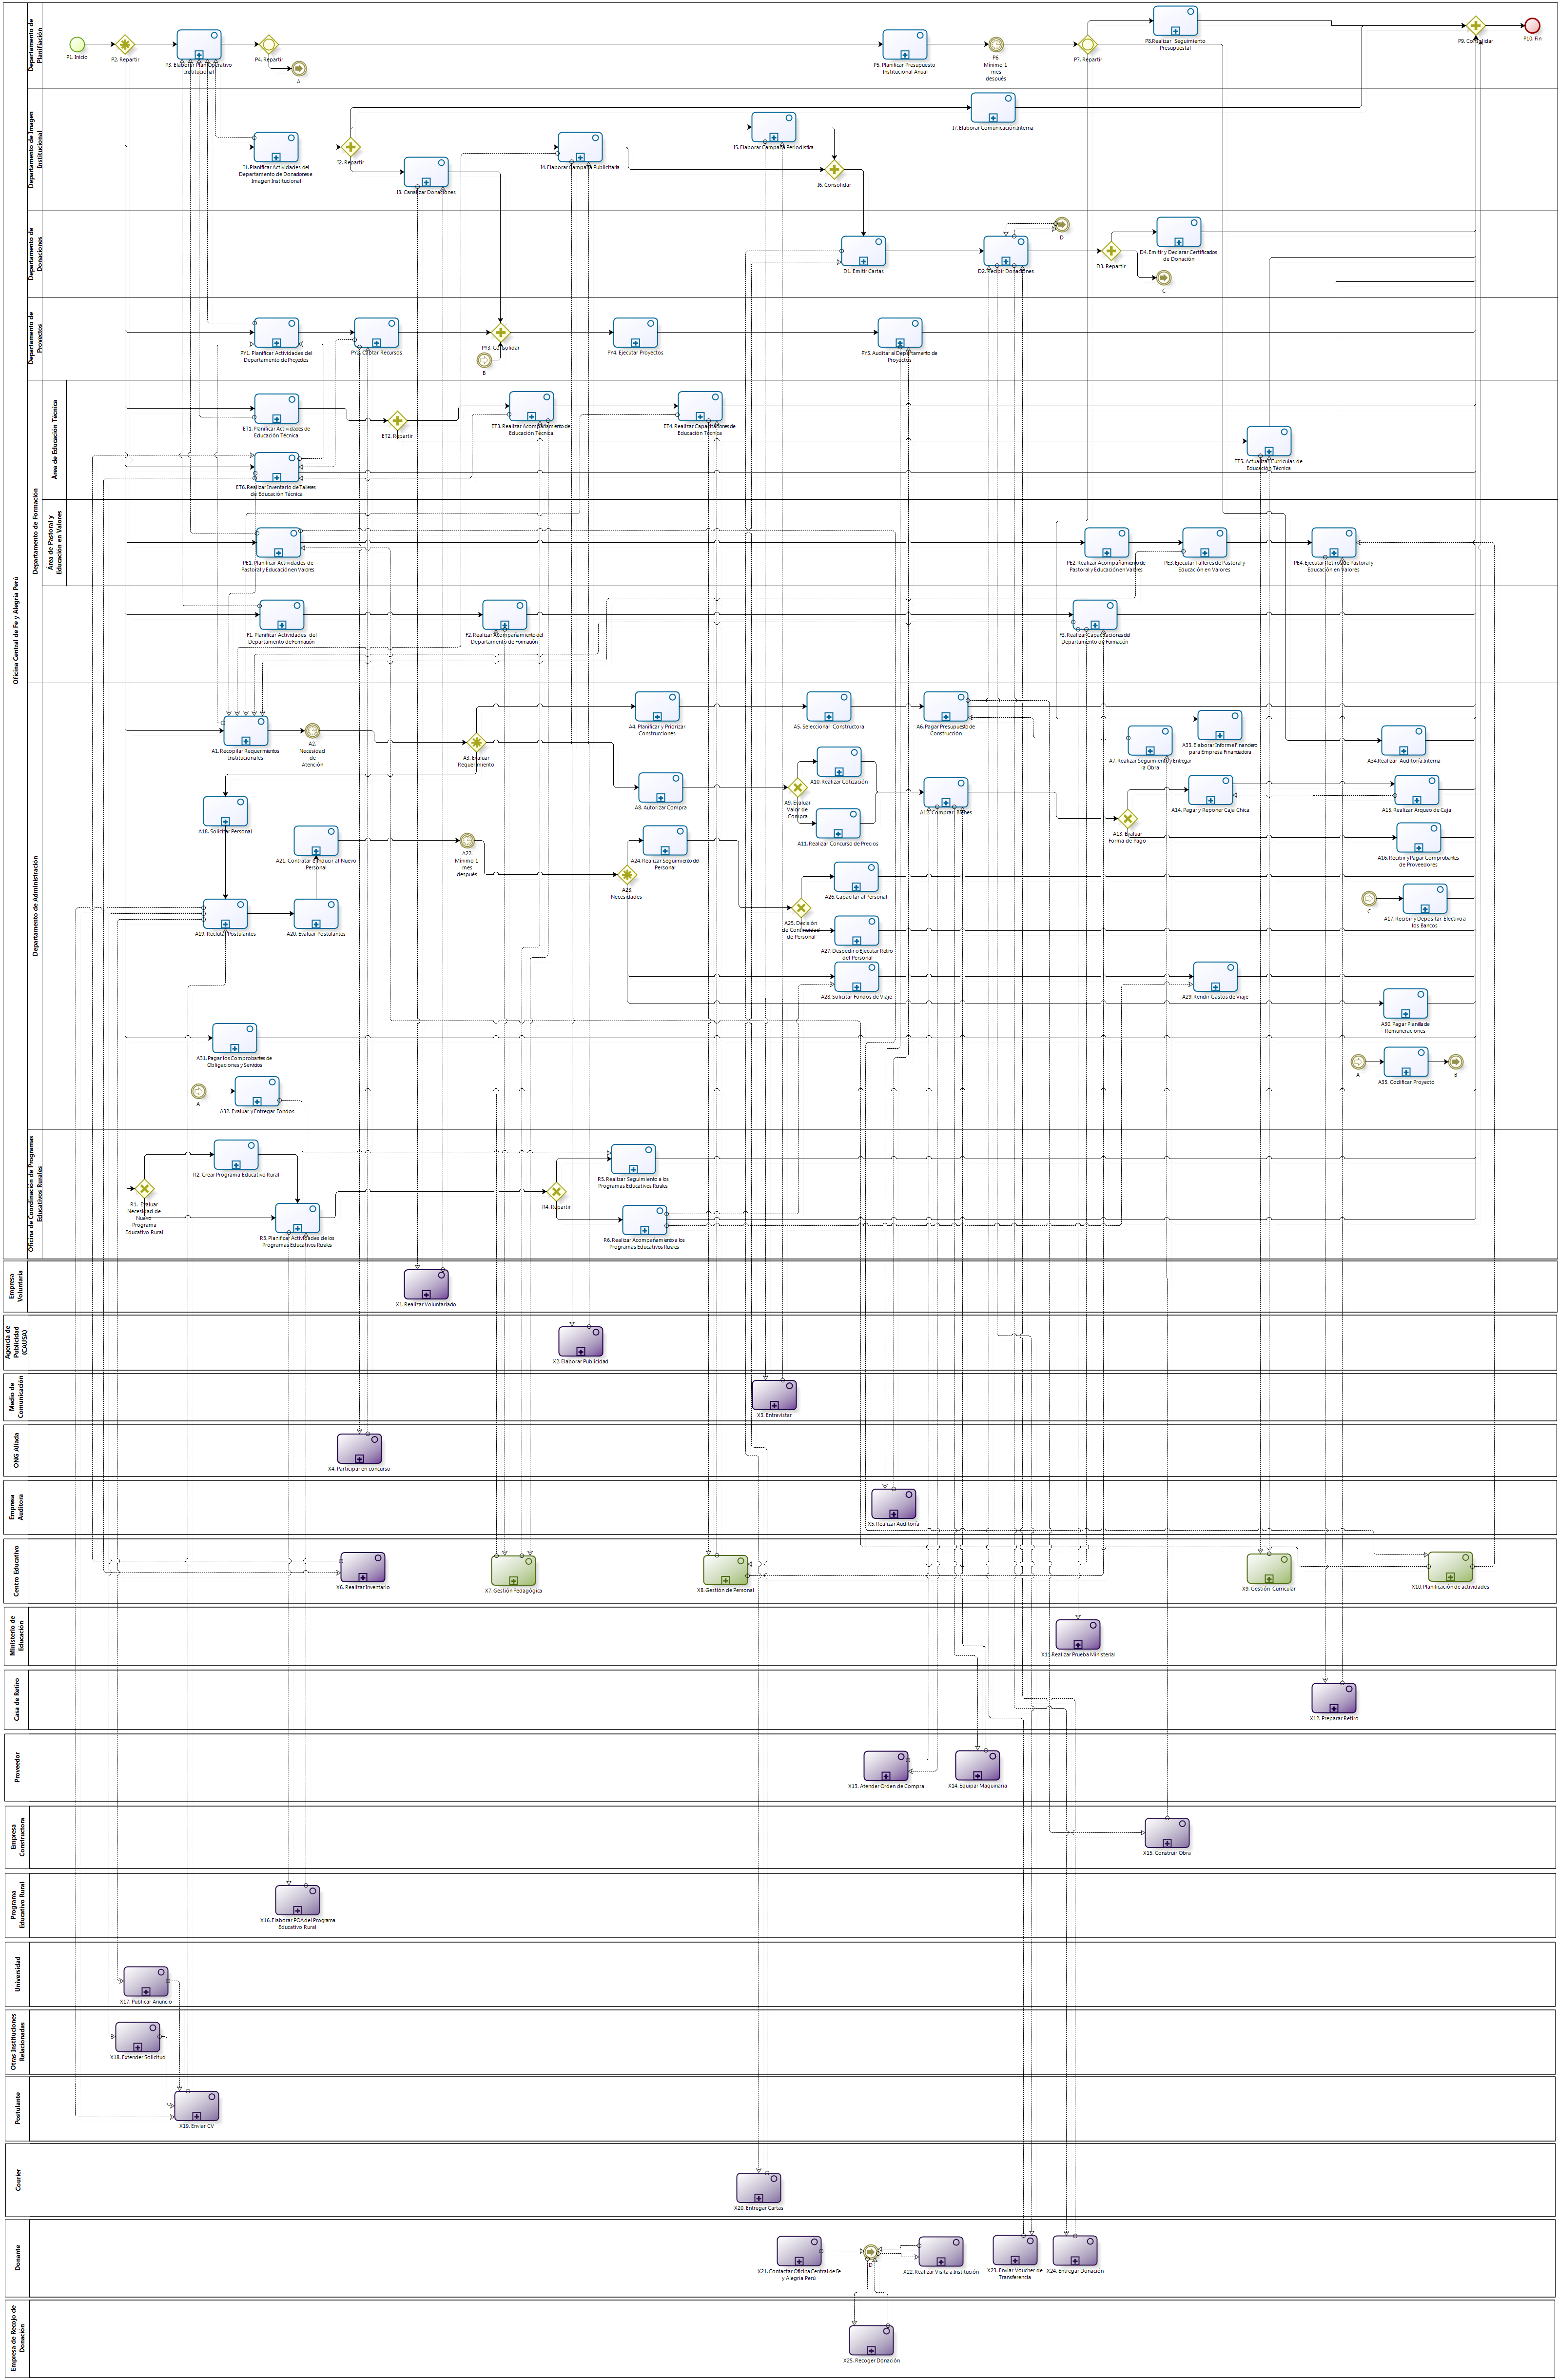 Oficina Central de Fe y Alegría Perú
Departamento de
Planifiación
P1. Inicio
P2. Repartir
P3. Elaborar Plan Operativo
Institucional
P4. Repartir
A
P5. Planificar Presupuesto
Institucional Anual
P6.
Mínimo 1
mes
después
P7. Repartir
P8.Realizar Seguimiento
Presupuestal
P9. Consolidar
P10. Fin
Departamento de Imagen
Institucional
I1. Planificar Actividades del
Departamento de Donaciones e
Imagen Institucional
I2. Repartir
I3. Canalizar Donaciones
I4. Elaborar Campaña Publicitaria
I5. Elaborar Campaña Periodística
I6. Consolidar
I7. Elaborar Comunicación Interna
Departamento de
Donaciones
D1. Emitir Cartas
D2. Recibir Donaciones
D
D3. Repartir
D4. Emitir y Declarar Certificados
de Donación
C
Departamento de
Proyectos
PY1. Planificar Actividades del
Departamento de Proyectos
PY2. Captar Recursos
PY3. Consolidar
B
PY4. Ejecutar Proyectos
PY5. Auditar al Departamento de
Proyectos
Departamento de Formación
Área de Educación Técnica
ET1. Planificar Actividades de
Educación Técnica
ET2. Repartir
ET3. Realizar Acompañamiento de
Educación Técnica
ET4. Realizar Capacitaciones de
Educación Técnica
ET5. Actualizar Currículas de
Educación Técnica
ET6. Realizar Inventario de Talleres
de Educación Técnica
Área de Pastoral y
Educación en Valores
PE1. Planificar Actividades de
Pastoral y Educación en Valores
PE2. Realizar Acompañamiento de
Pastoral y Educación en Valores
PE3. Ejecutar Talleres de Pastoral y
Educación en Valores
PE4. Ejecutar Retiros de Pastoral y
Educación en Valores
F1. Planificar Actividades del
Departamento de Formación
F2. Realizar Acompañamiento del
Departamento de Formación
F3. Realizar Capacitaciones del
Departamento de Formación
Departamento de Administración
A1. Recopilar Requerimientos
Institucionales
A2.
Necesidad
de
Atención
A3. Evaluar
Requerimiento
A4. Planificar y Priorizar
Construcciones
A5. Seleccionar Constructora
A6. Pagar Presupuesto de
Construcción
A7. Realizar Seguimiento y Entregar
la Obra
A33. Elaborar Informe Financiero
para Empresa Financiadora
A34.Realizar Auditoría Interna
A8. Autorizar Compra
A9. Evaluar
Valor de
Compra
A10. Realizar Cotización
A11. Realizar Concurso de Precios
A12. Comprar Bienes
A13. Evaluar
Forma de Pago
A14. Pagar y Reponer Caja Chica
A15. Realizar Arqueo de Caja
A16. Recibir y Pagar Comprobantes
de Proveedores
C
A17. Recibir y Depositar Efectivo a
los Bancos
A18. Solicitar Personal
A19. Reclutar Postulantes
A20. Evaluar Postulantes
A21. Contratar e Inducir al Nuevo
Personal
A22.
Mínimo 1
mes
después
A23.
Necesidades
A24. Realizar Seguimiento del
Personal
A25. Decisión
de Continuidad
de Personal
A26. Capacitar al Personal
A27. Despedir o Ejecutar Retiro
del Personal
A28. Solicitar Fondos de Viaje
A29. Rendir Gastos de Viaje
A30. Pagar Planilla de
Remuneraciones
A31. Pagar los Comprobantes de
Obligaciones y Servidos
A
A32. Evaluar y Entregar Fondos
A
A35. Codificar Proyecto
B
Oficina de Coordinación de Programas
Educativos Rurales
R1. Evaluar
Necesidad de
Nuevo
Programa
Educativo Rural
R2. Crear Programa Educativo Rural
R3. Planificar Actividades de los
Programas Educativos Rurales
R4. Repartir
R5. Realizar Seguimiento a los
Programas Educativos Rurales
R6. Realizar Acompañamiento a los
Programas Educativos Rurales
Empresa
Voluntaria
X1. Realizar Voluntariado
Agencia de
Publicidad
(CAUSA)
X2. Elaborar Publicidad
Medio de
Comunicación
X3. Entrevistar
ONG Aliada
X4. Participar en concurso
Empresa
Auditora
X5. Realizar Auditoría
Centro Educativo
X6. Realizar Inventario
X7. Gestión Pedagógica
X8. Gestión de Personal
X9. Gestión Curricular
X10. Planificación de actividades
Ministerio de
Educación
X11.Realizar Prueba Ministerial
Casa de Retiro
X12. Preparar Retiro
Proveedor
X13. Atender Orden de Compra
X14. Equipar Maquinaria
Empresa
Constructora
X15. Construir Obra
Programa
Educativo Rural
X16. Elaborar POA del Programa
Educativo Rural
Universidad
X17. Publicar Anuncio
Otras Instituciones
Relacionadas
X18. Extender Solicitud
Postulante
X19. Enviar CV
Courier
X20. Entregar Cartas
Donante
X21. Contactar Oficina Central de Fe
y Alegría Perú
D
X22. Realizar Visita a Institución
X23. Enviar Voucher de
Transferencia
X24. Entregar Donación
Empresa de Recojo de
Donación
X25. Recoger Donación